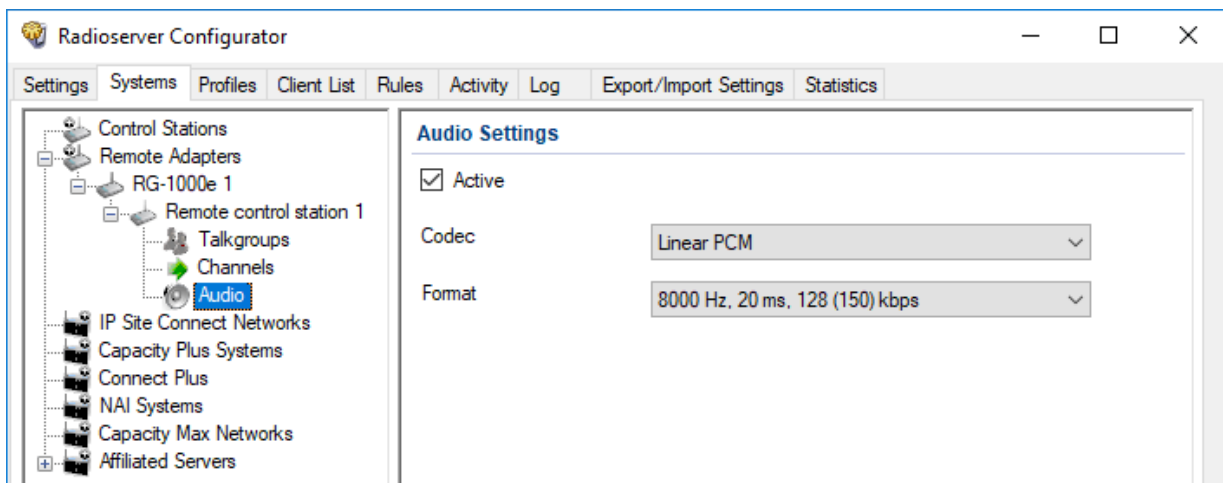 Radioserver Configurator
Settings Systems Profiles Client List Rules Activity Log Export/Import Settings Statistics
Control Stations
Remote Adapters
RG-1000e 1
Remote control station 1
Talkgroups
Channels
Audio
IP Site Connect Networks
Capacity Plus Systems
Connect Plus
NAI Systems
Capacity Max Networks
Affiliated Servers
Audio Settings
Active
Codec Linear PCM
Format 8000 Hz, 20 ms, 128 (150) kbps